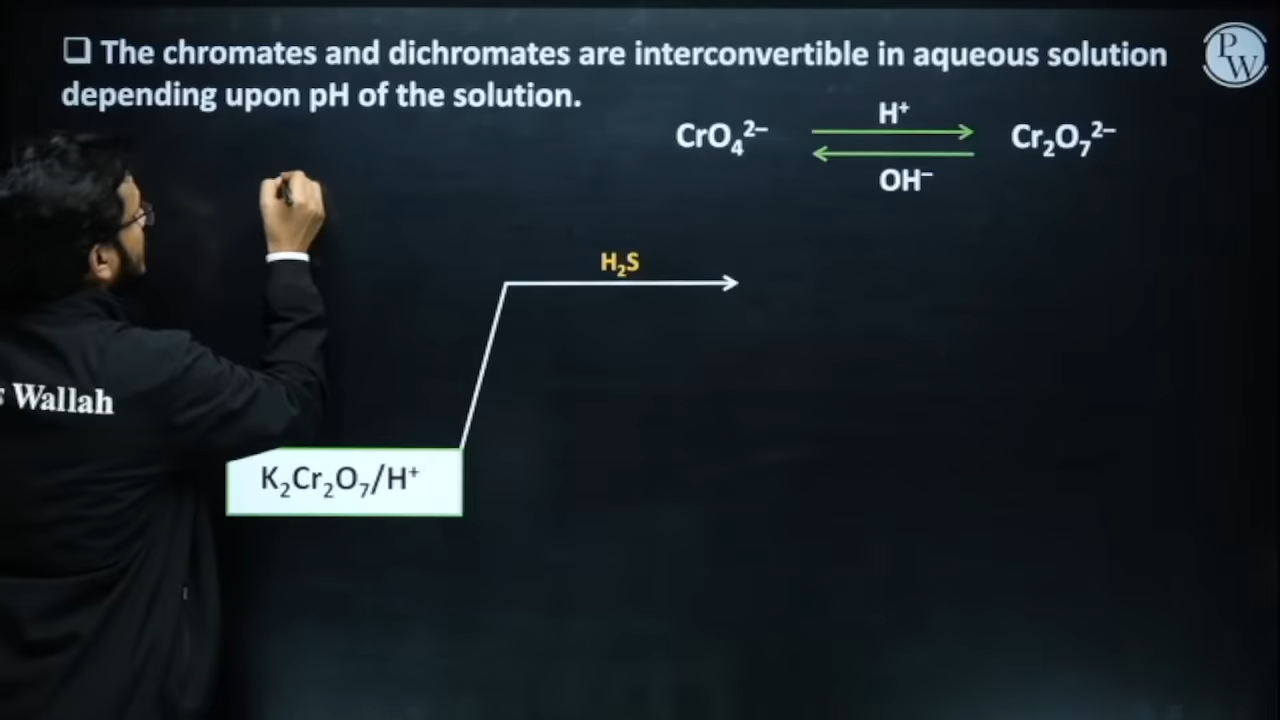 ❑ The chromates and dichromates are interconvertible in aqueous solution
depending upon pH of the solution.
H⁺
CrO₄²⁻ Cr₂O₇²⁻
OH⁻
H₂S
Wallah
K₂Cr₂O₇/H⁺
PW